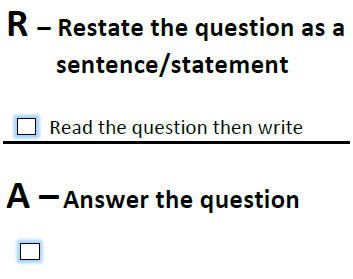 R – Restate the question as a
sentence/statement
Read the question then write
A – Answer the question